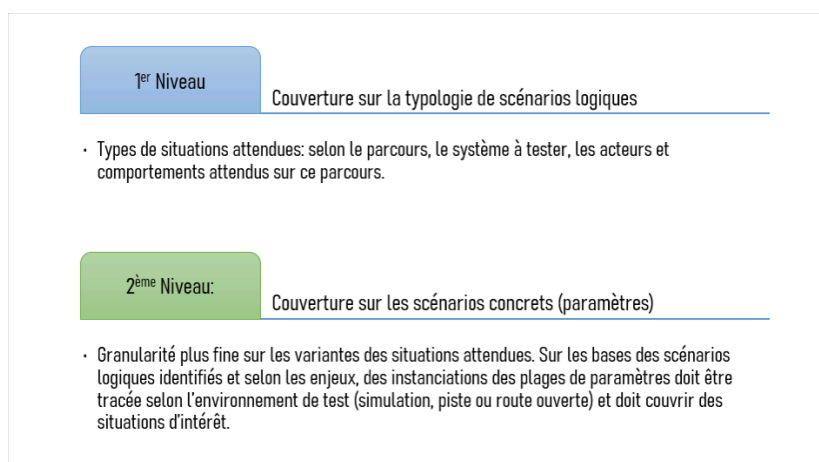 1er Niveau
Couverture sur la typologie de scénarios logiques
· Types de situations attendues: selon le parcours, le système à tester, les acteurs et
comportements attendus sur ce parcours.
2ème Niveau:
Couverture sur les scénarios concrets (paramètres)
· Granularité plus fine sur les variantes des situations attendues. Sur les bases des scénarios
logiques identifiés et selon les enjeux, des instanciations des plages de paramètres doit être
tracée selon l'environnement de test (simulation, piste ou route ouverte) et doit couvrir des
situations d'intérêt.